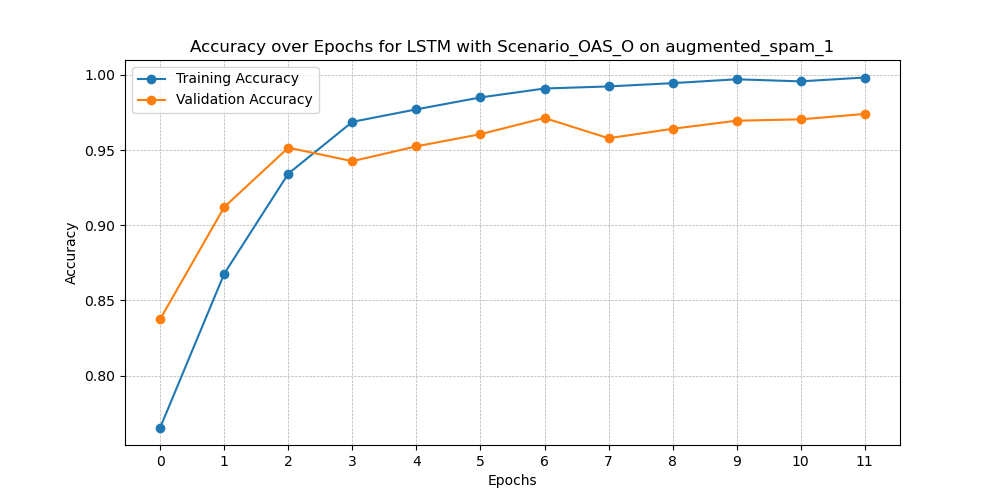 Accuracy over Epochs for LSTM with Scenario_OAS_O on augmented_spam_1
Training Accuracy
Validation Accuracy
1.00
0.95
0.90
0.85
0.80
Accuracy
0 1 2 3 4 5 6 7 8 9 10 11
Epochs